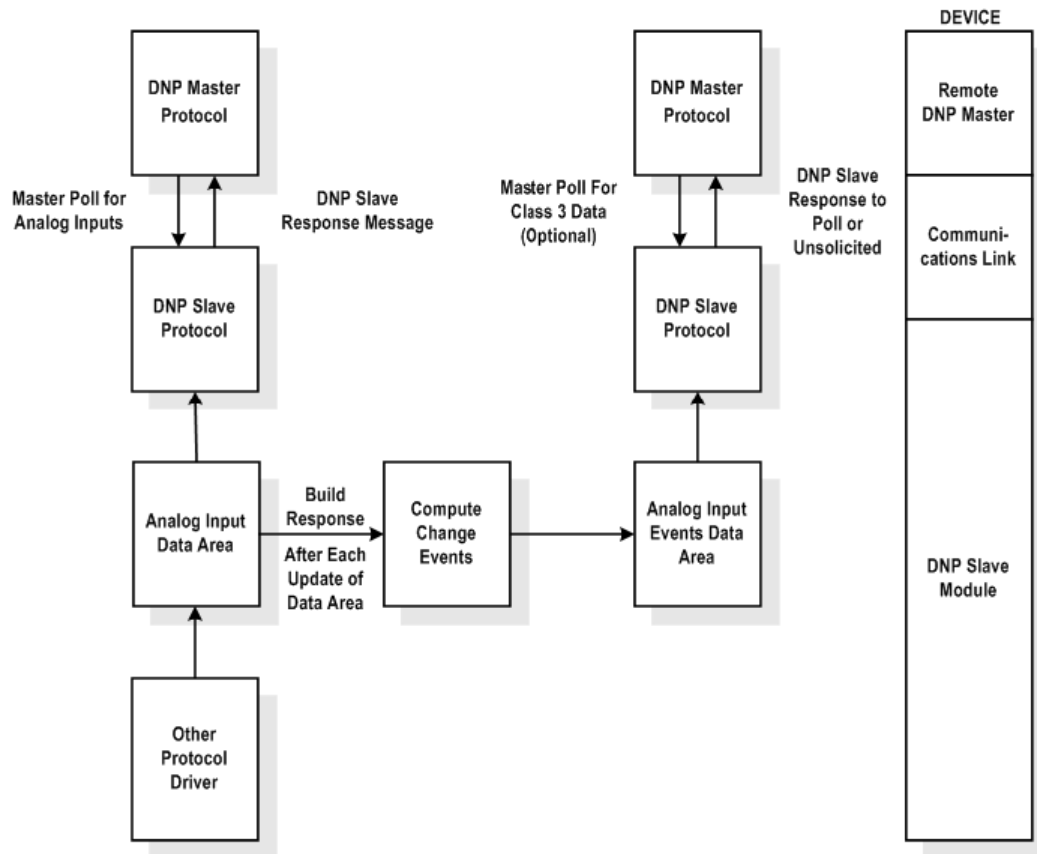 DEVICE
DNP Master
Protocol
DNP Master
Protocol
Remote
DNP Master
Master Poll for
Analog Inputs
DNP Slave
Response Message
Master Poll For
Class 3 Data
(Optional)
DNP Slave
Response to
Poll or
Unsolicited
Communi-
cations Link
DNP Slave
Protocol
DNP Slave
Protocol
Analog Input
Data Area
Build
Response
After Each
Update of
Data Area
Compute
Change
Events
Analog Input
Events Data
Area
DNP Slave
Module
Other
Protocol
Driver